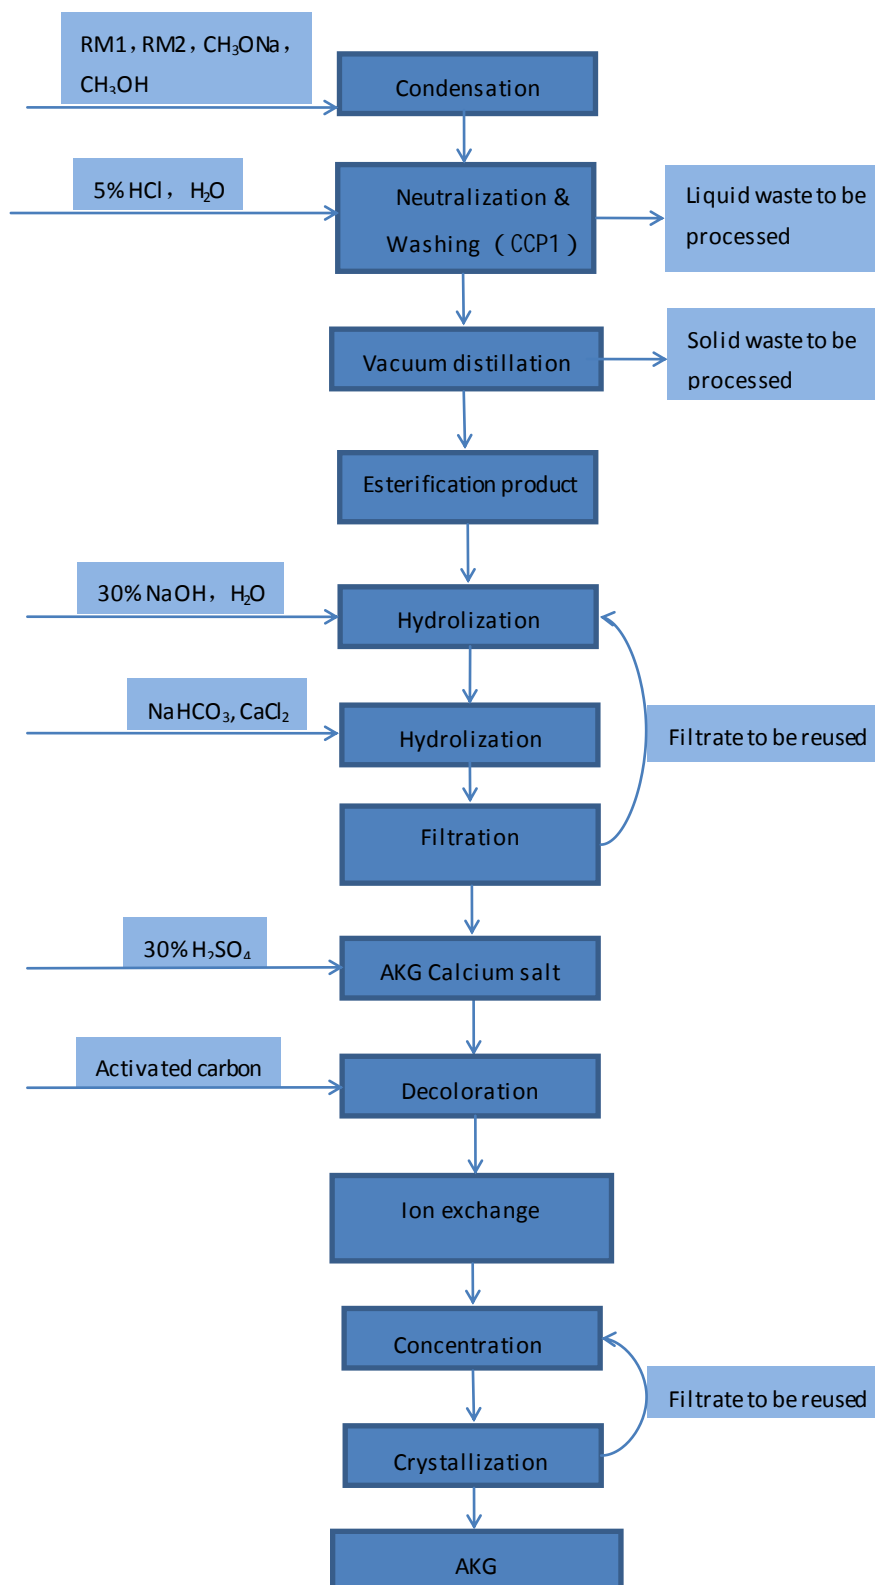 RM1，RM2，CH₃ONa，
CH₃OH
Condensation
5% HCl， H₂O
Neutralization &
Washing（CCP1）
Liquid waste to be
processed
Vacuum distillation
Solid waste to be
processed
Esterification product
30% NaOH，H₂O
Hydrolization
NaHCO₃, CaCl₂
Hydrolization
Filtrate to be reused
Filtration
30% H₂SO₄
AKG Calcium salt
Activated carbon
Decoloration
Ion exchange
Concentration
Filtrate to be reused
Crystallization
AKG